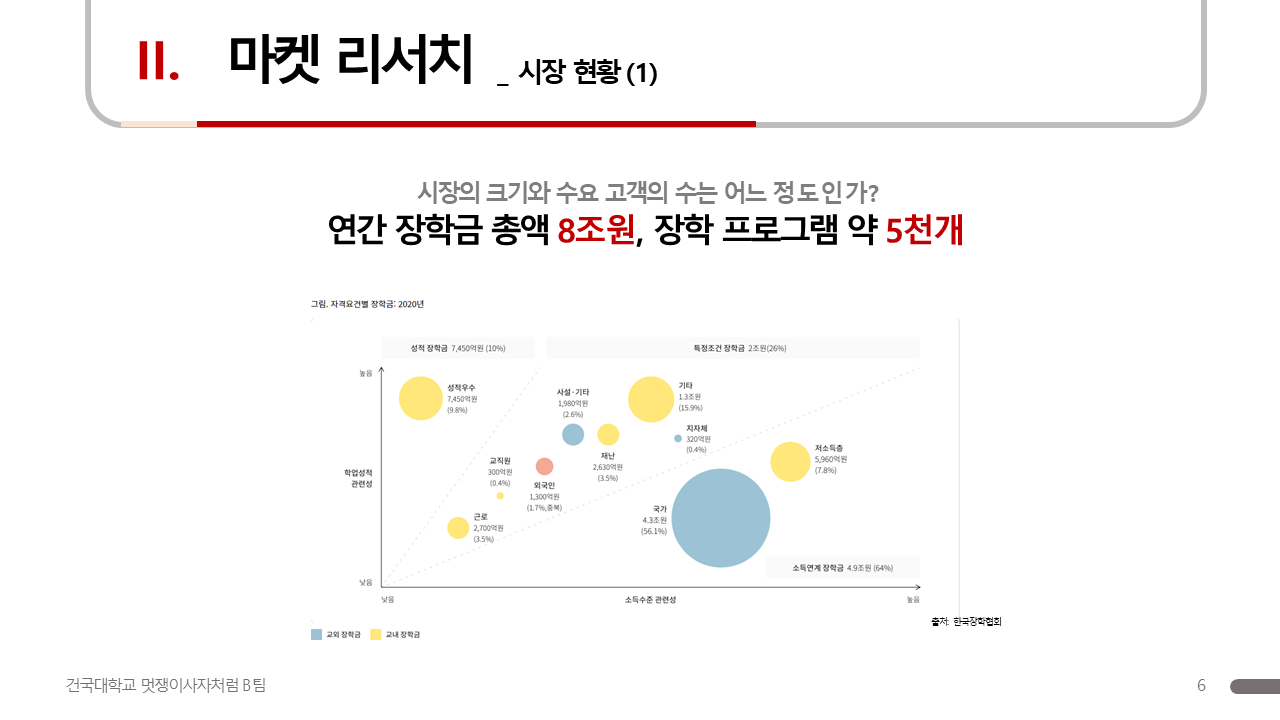 II. 마켓 리서치 _ 시장 현황 (1)
시장의 크기와 수요 고객의 수는 어느 정도인가?
연간 장학금 총액 8조원, 장학 프로그램 약 5천개
그림. 자격요건별 장학금: 2020년
성적 장학금 7,450억원 (10%)
특정조건 장학금 2조원(26%)
높음
성적우수
7,450억원
(9.8%)
사설·기타
1,980억원
(2.6%)
기타
1.3조원
(15.9%)
지자체
320억원
(0.4%)
재난
2,630억원
(3.5%)
저소득층
5,960억원
(7.8%)
학업성적
관련성
교직원
300억원
(0.4%)
외국인
1,300억원
(1.7%,중복)
근로
2,700억원
(3.5%)
국가
4.3조원
(56.1%)
소득연계 장학금 4.9조원 (64%)
낮음
낮음
소득수준 관련성
높음
출처: 한국장학협회
교외 장학금
교내 장학금
건국대학교 멋쟁이사자처럼 B팀
6